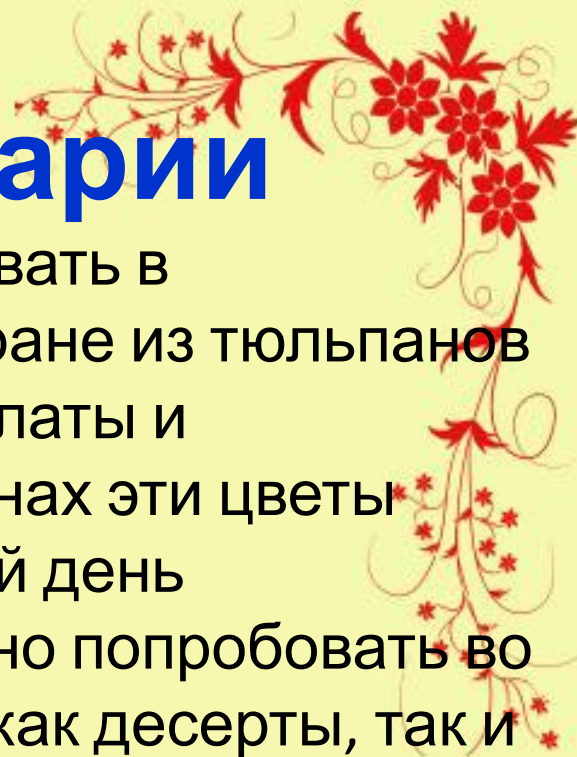 арии
вать в
ране из тюльпанов
латы и
нах эти цветы
й день
но попробовать во
как десерты, так и